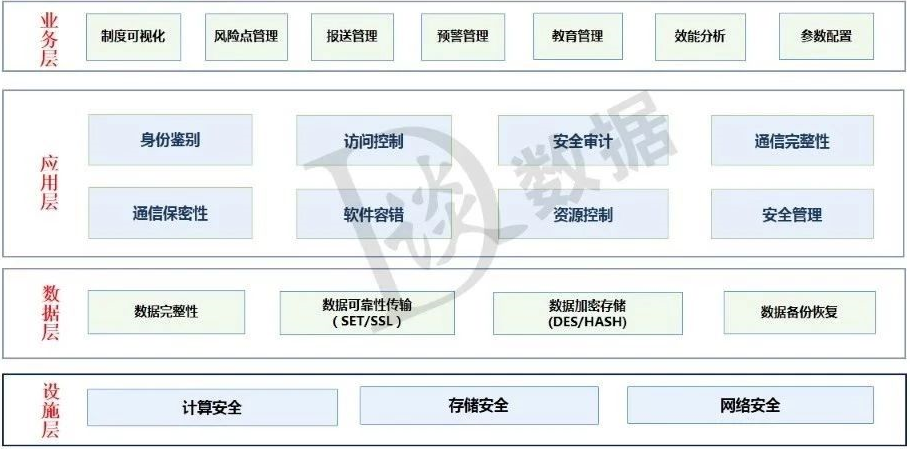 业务层
制度可视化
风险点管理
报送管理
预警管理
教育管理
效能分析
参数配置
应用层
身份鉴别
访问控制
安全审计
通信完整性
通信保密性
软件容错
资源控制
安全管理
数据层
数据完整性
数据可靠性传输
（SET/SSL）
数据加密存储
(DES/HASH)
数据备份恢复
设施层
计算安全
存储安全
网络安全
谈数据